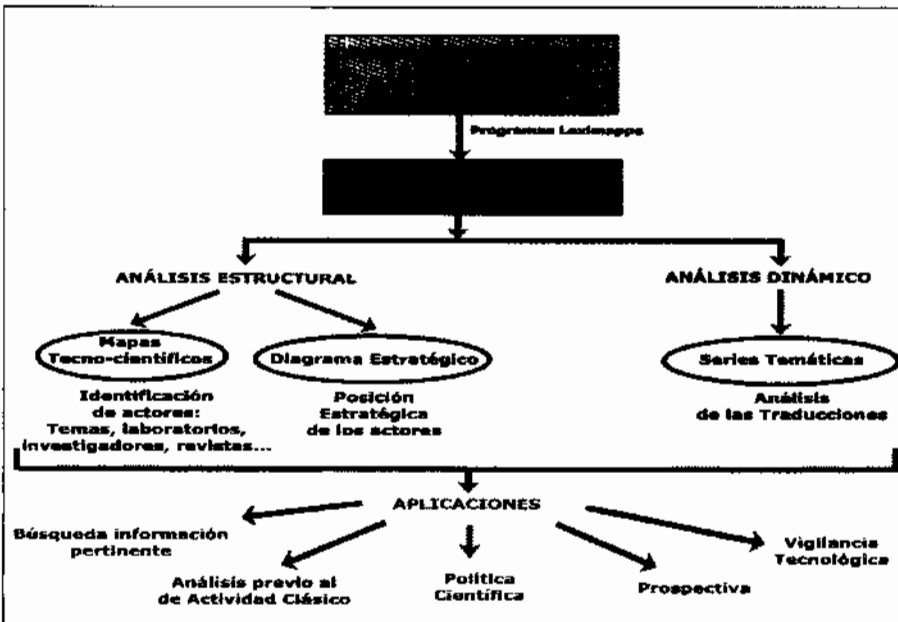 Programas Leximappe
ANÁLISIS ESTRUCTURAL
ANÁLISIS DINÁMICO
Mapas
Tecno-científicos
Diagrama Estratégico
Series Temáticas
Identificación
de actores:
Temas, laboratorios,
investigadores, revistas...
Posición
Estratégica
de los actores
Análisis
de las Traducciones
APLICACIONES
Búsqueda información
pertinente
Análisis previo al
de Actividad Clásico
Política
Científica
Prospectiva
Vigilancia
Tecnológica